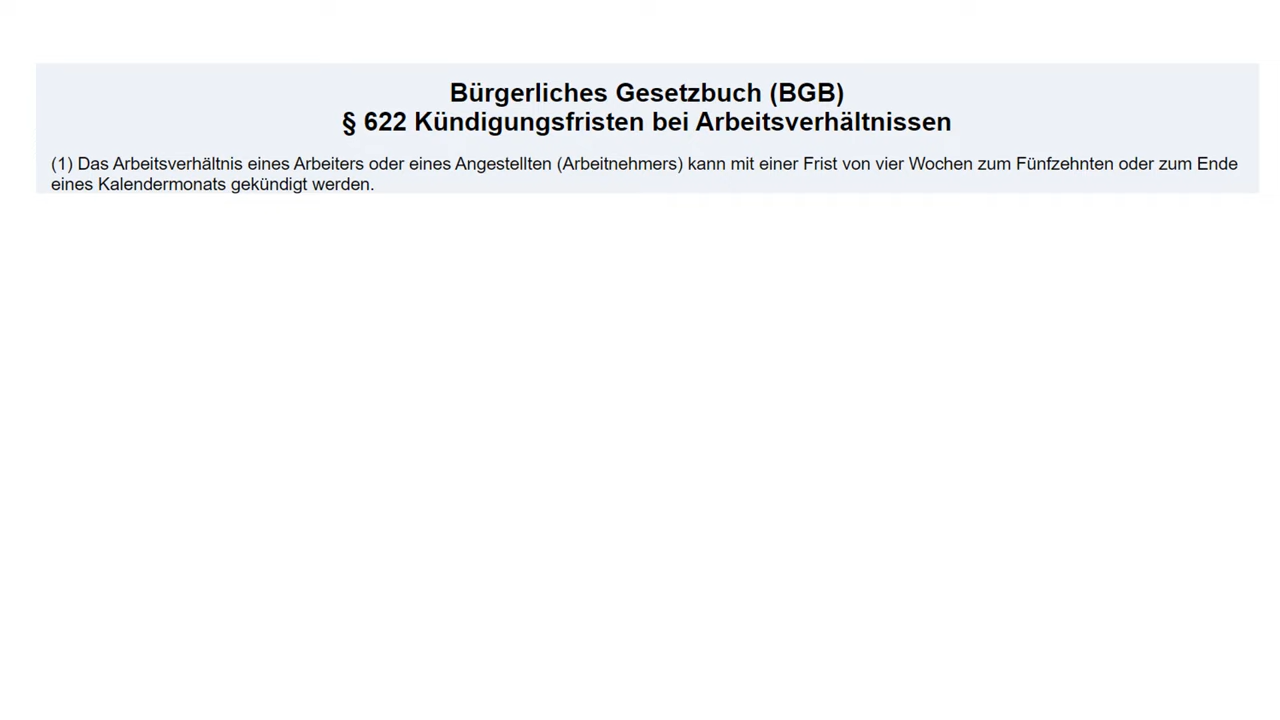 Bürgerliches Gesetzbuch (BGB)
§ 622 Kündigungsfristen bei Arbeitsverhältnissen
(1) Das Arbeitsverhältnis eines Arbeiters oder eines Angestellten (Arbeitnehmers) kann mit einer Frist von vier Wochen zum Fünfzehnten oder zum Ende
eines Kalendermonats gekündigt werden.